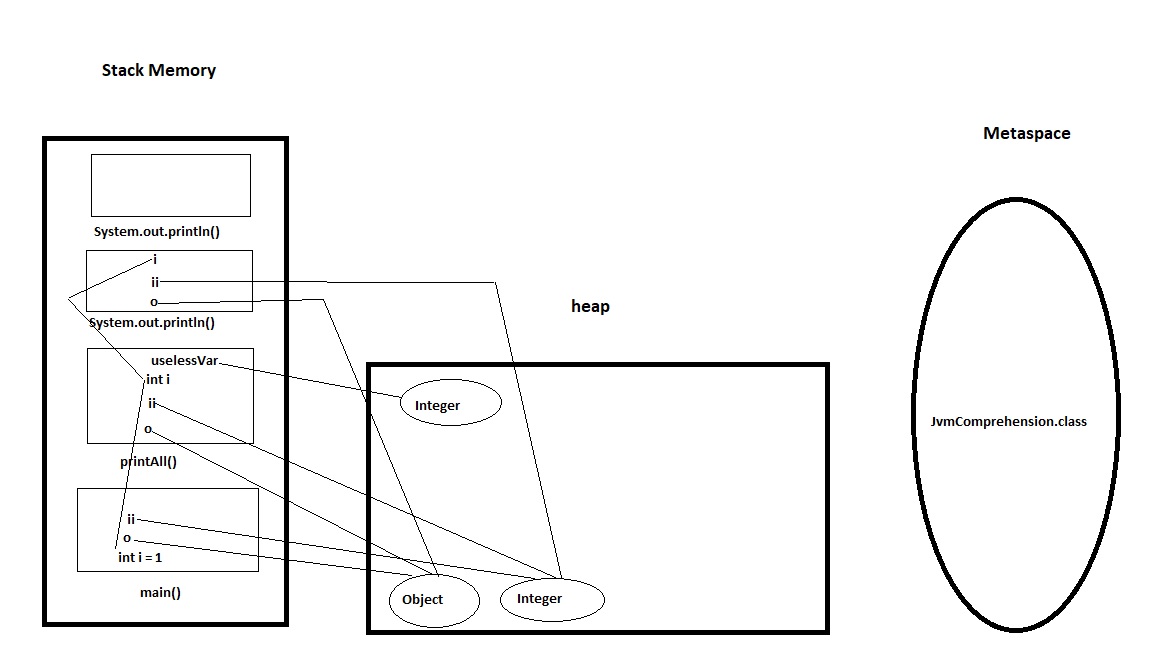 Stack Memory
Metaspace
System.out.println()
i
ii
o
System.out.println()
heap
uselessVar
int i
ii
o
printAll()
Integer
JvmComprehension.class
ii
o
int i = 1
main()
Object
Integer